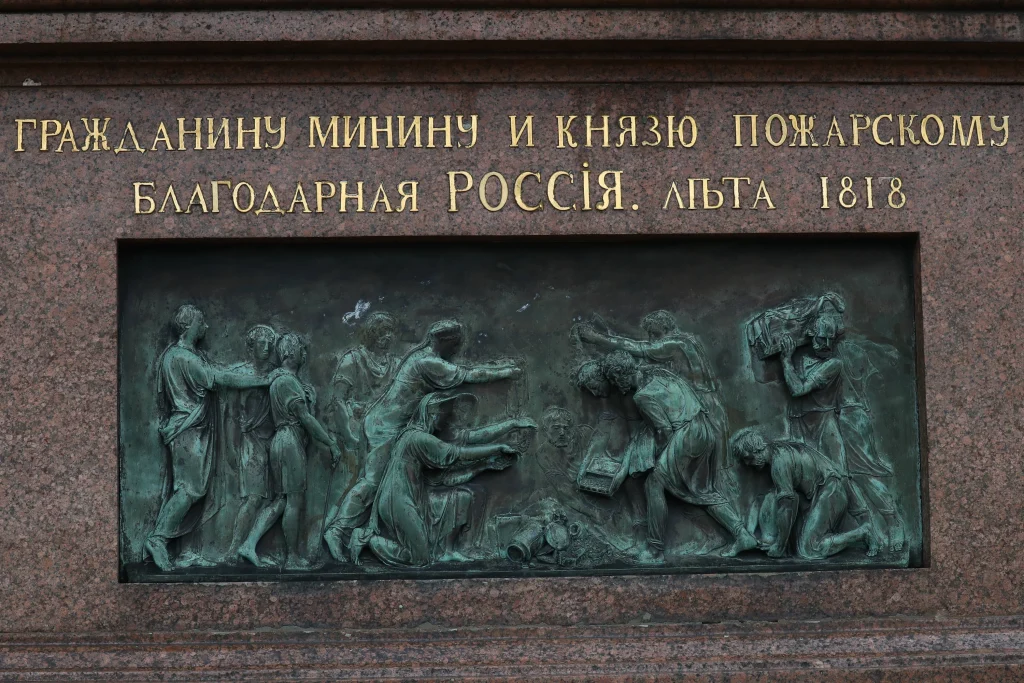 ГРАЖДАНИНУ МИНИНУ И КНЯЗЮ ПОЖАРСКОМУ
БЛАГОДАРНАЯ РОССІЯ. ЛѢТА 1818